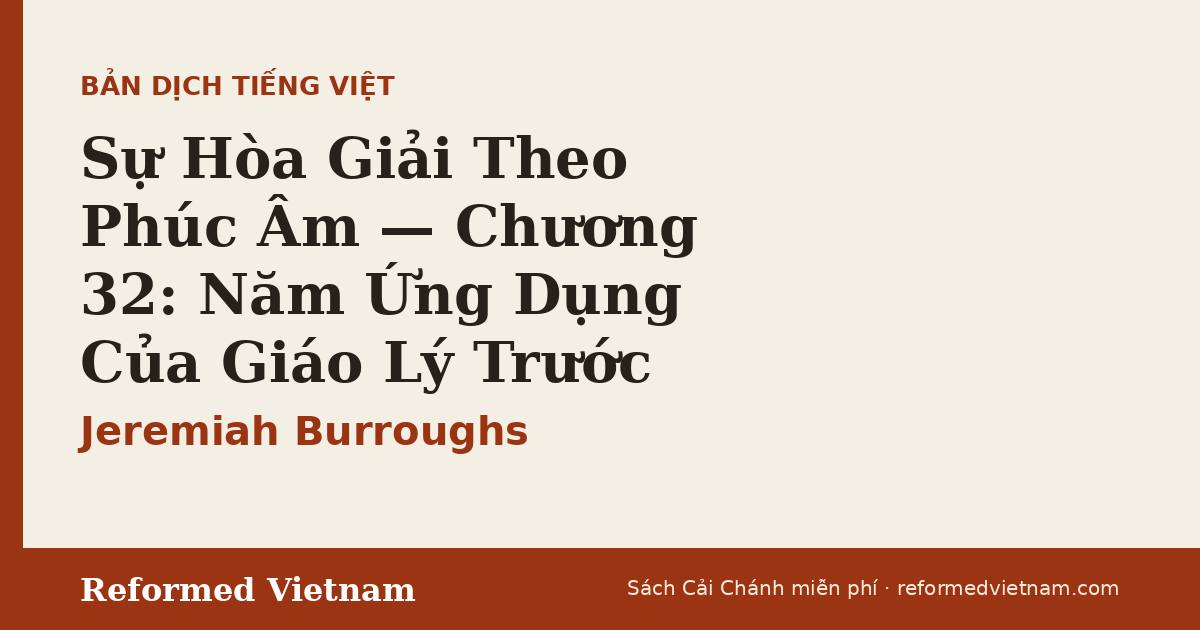 BẢN DỊCH TIẾNG VIỆT
Sự Hòa Giải Theo
Phúc Âm — Chương
32: Năm Ứng Dụng
Của Giáo Lý Trước
Jeremiah Burroughs
Reformed Vietnam
Sách Cải Chánh miễn phí · reformedvietnam.com